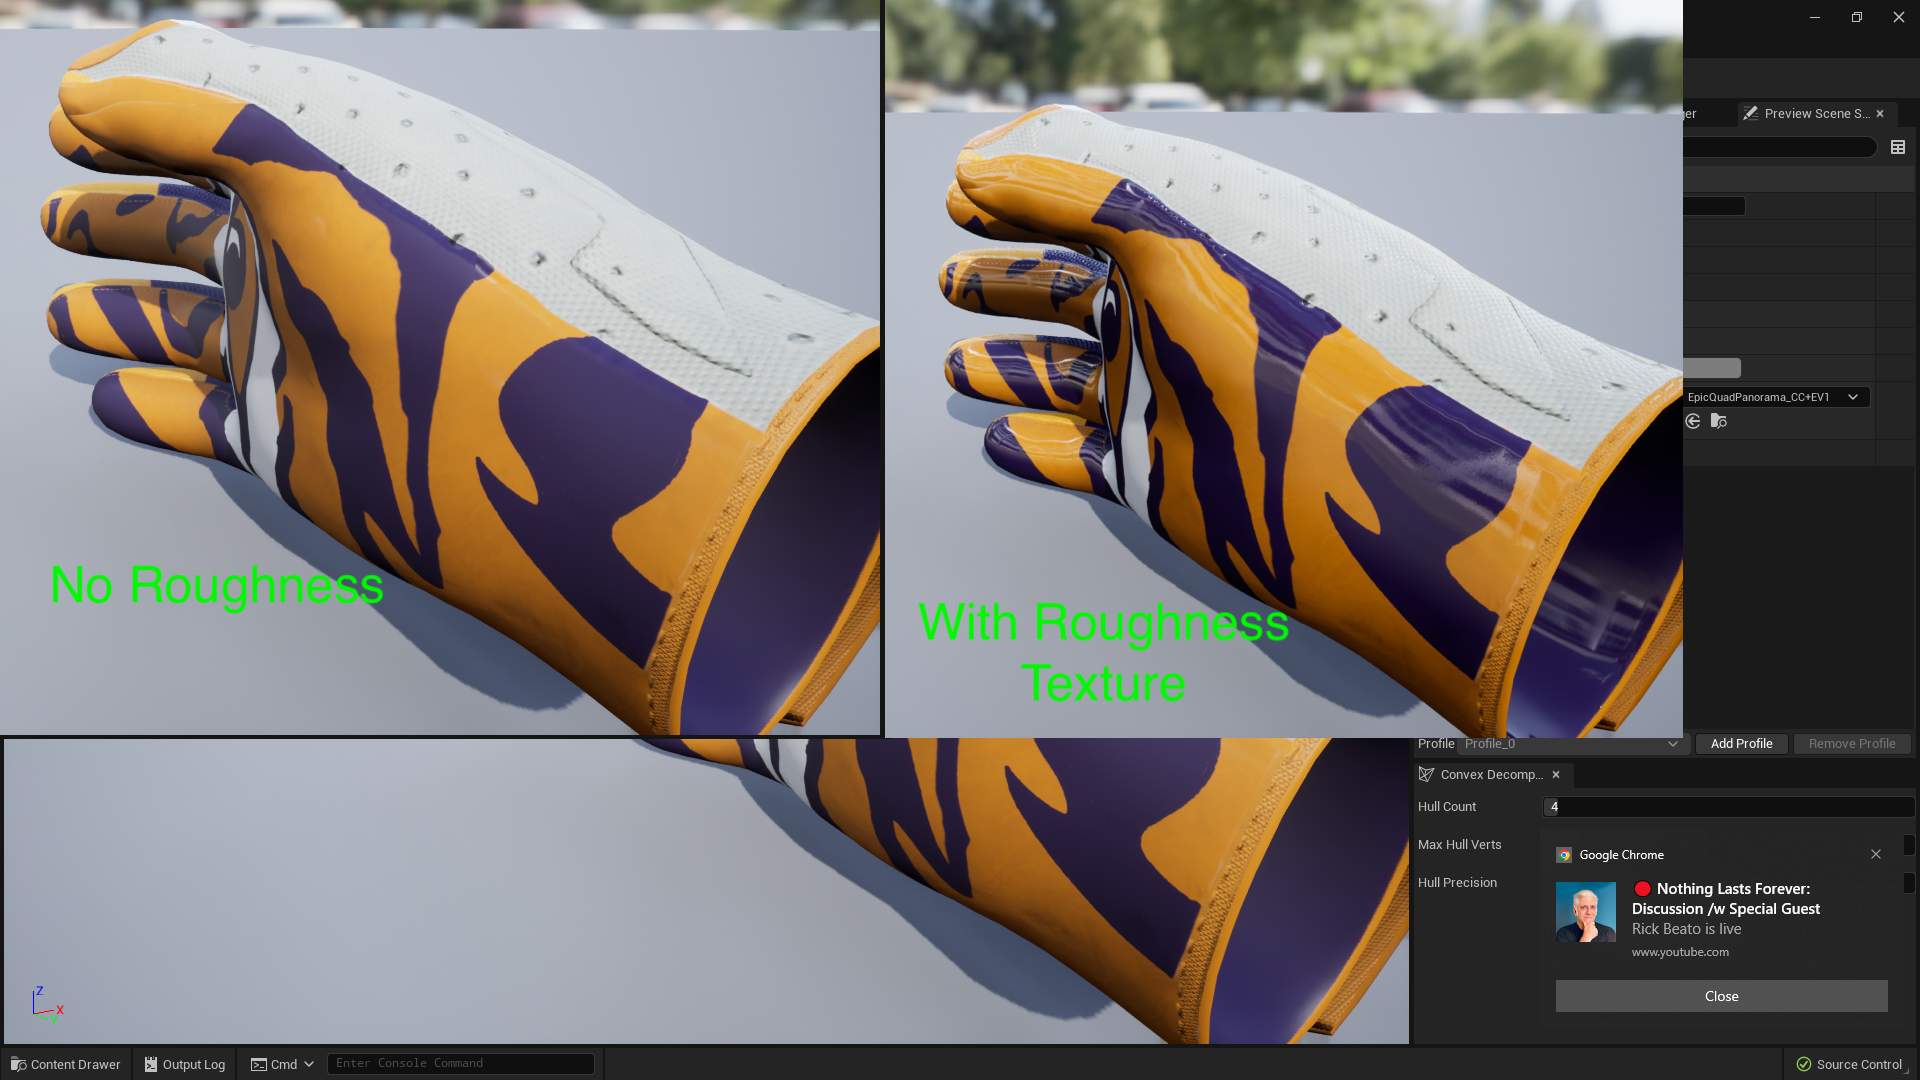 ger
Preview Scene S...
EpicQuadPanorama_CC+EV1
No Roughness
With Roughness
Texture
Profile
Profile_0
Add Profile
Remove Profile
Convex Decomp...
Hull Count
4
Max Hull Verts
Hull Precision
Google Chrome
🔴 Nothing Lasts Forever:
Discussion /w Special Guest
Rick Beato is live
www.youtube.com
Close
Z
X
Y
Content Drawer
Output Log
Cmd
Enter Console Command
Source Control